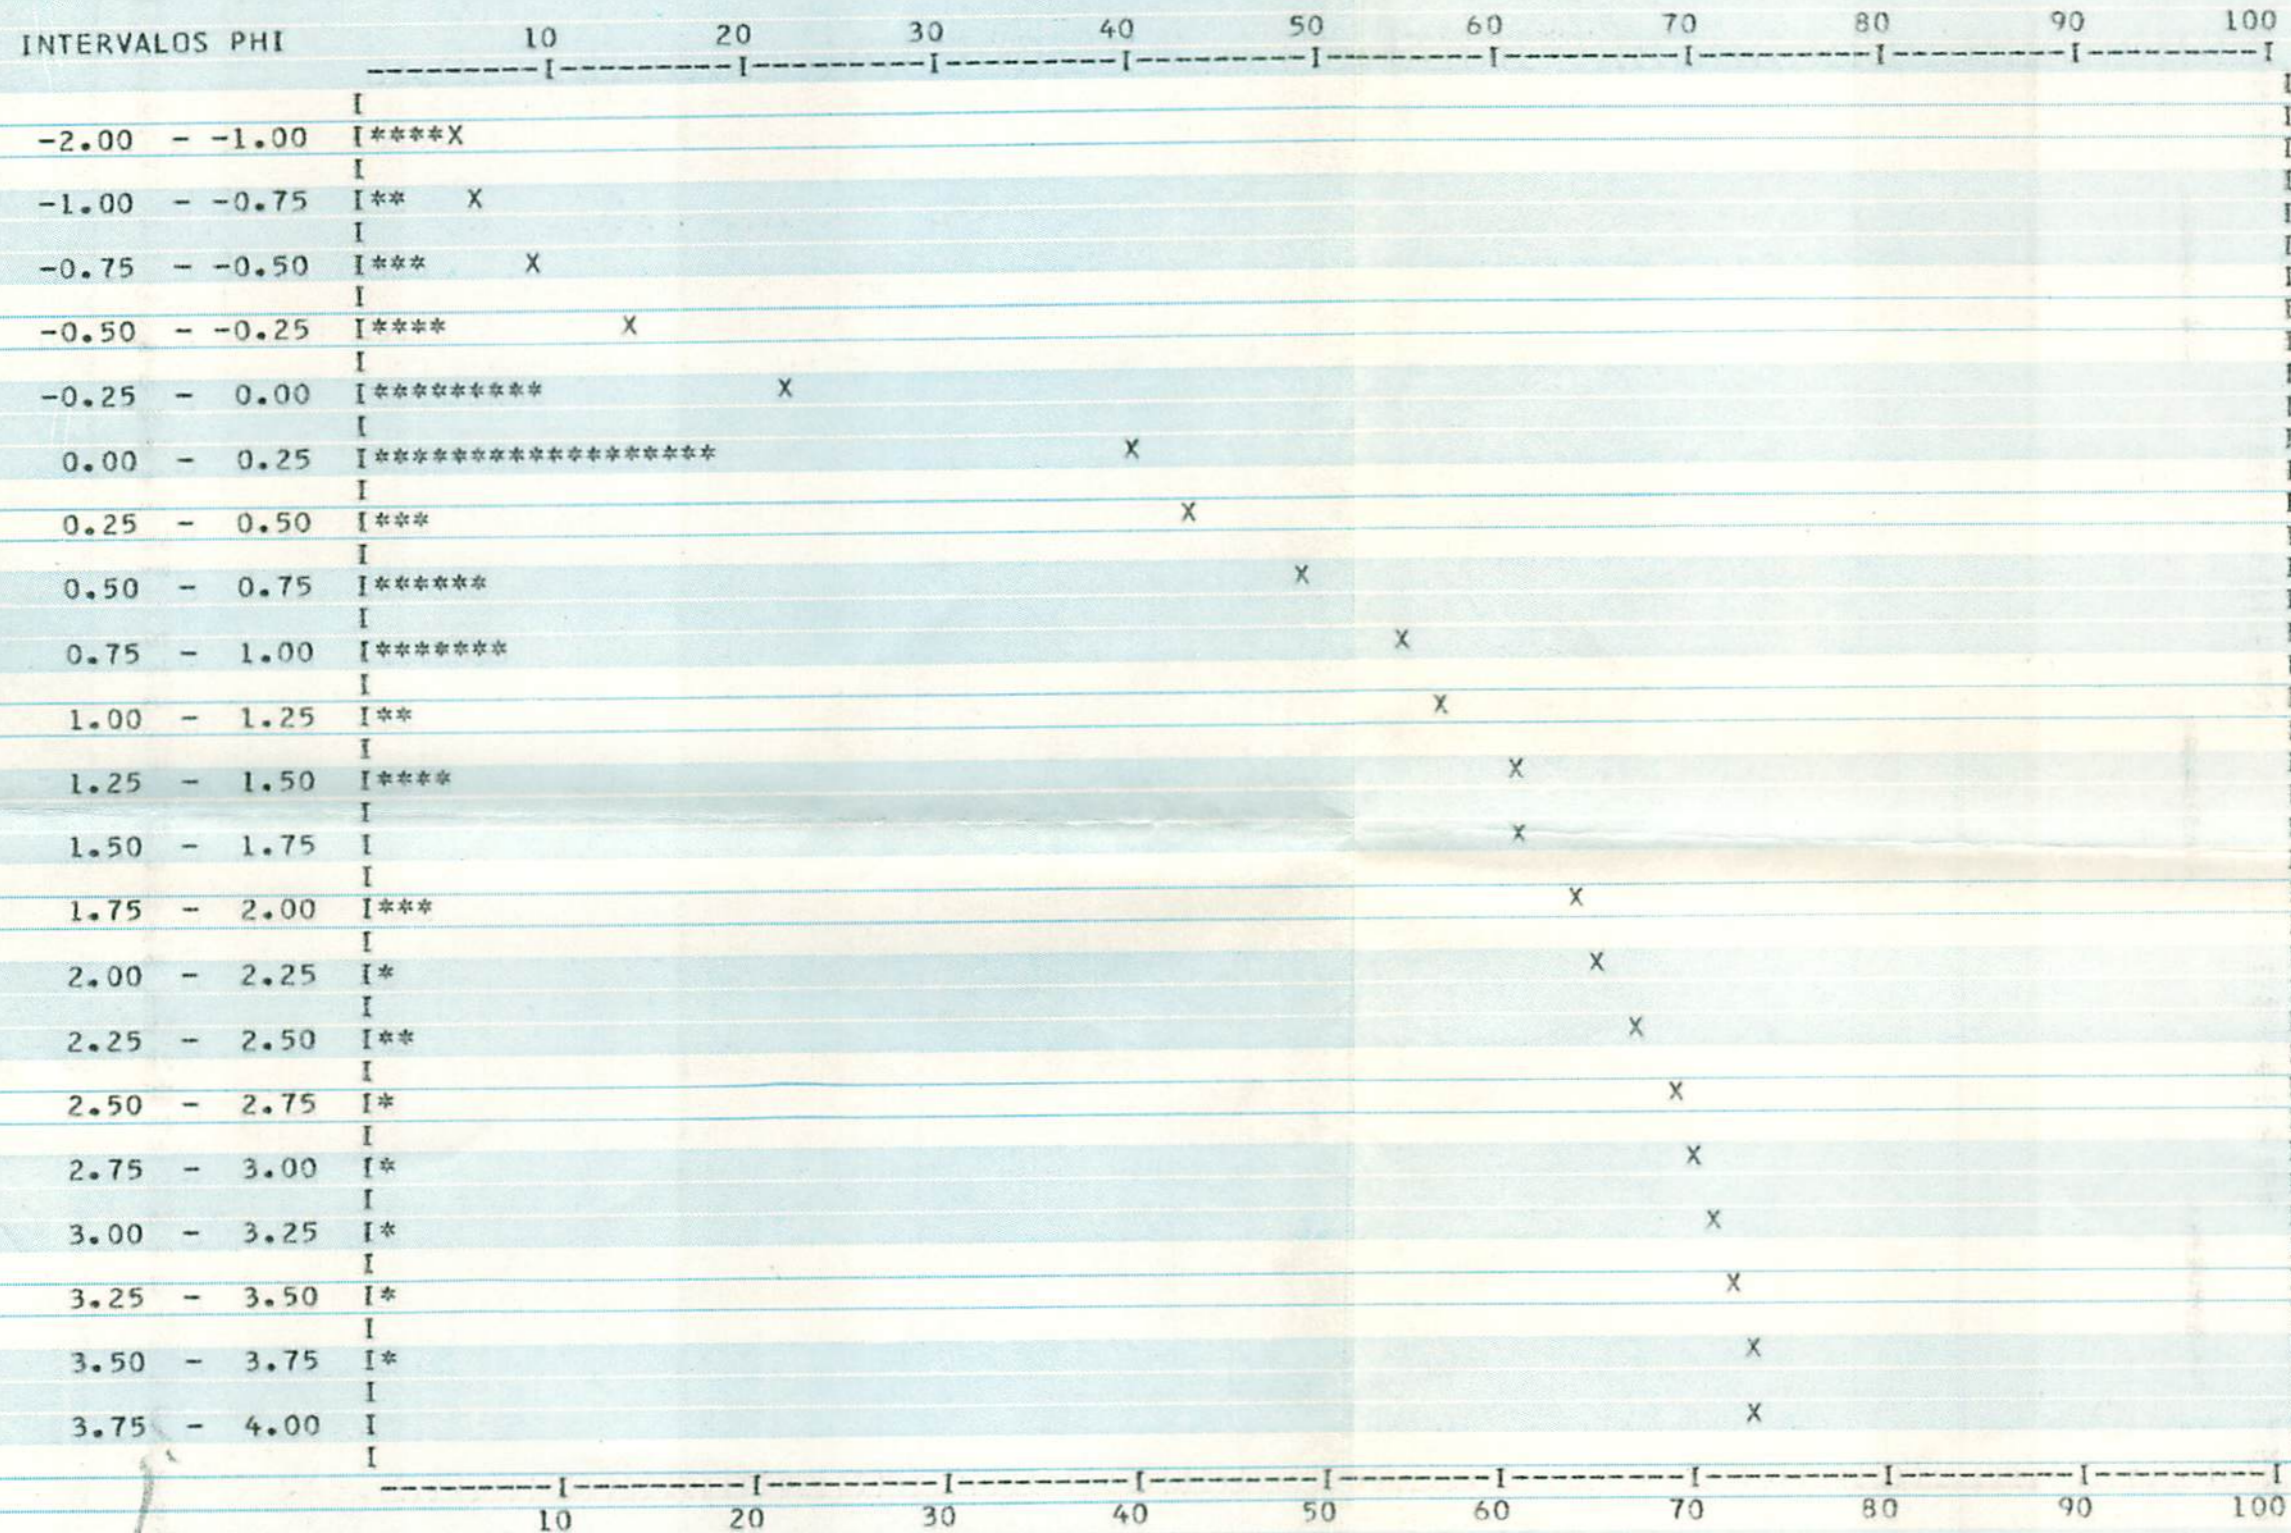 INTERVALOS PHI 10 20 30 40 50 60 70 80 90 100
---------I---------I---------I---------I---------I---------I---------I---------I---------I---------I
I I
-2.00 - -1.00 I****X I
I I
-1.00 - -0.75 I** X I
I I
-0.75 - -0.50 I*** X I
I I
-0.50 - -0.25 I**** X I
I I
-0.25 - 0.00 I********* X I
I I
0.00 - 0.25 I****************** X I
I I
0.25 - 0.50 I*** X I
I I
0.50 - 0.75 I****** X I
I I
0.75 - 1.00 I******* X I
I I
1.00 - 1.25 I** X I
I I
1.25 - 1.50 I**** X I
I I
1.50 - 1.75 I X I
I I
1.75 - 2.00 I*** X I
I I
2.00 - 2.25 I* X I
I I
2.25 - 2.50 I** X I
I I
2.50 - 2.75 I* X I
I I
2.75 - 3.00 I* X I
I I
3.00 - 3.25 I* X I
I I
3.25 - 3.50 I* X I
I I
3.50 - 3.75 I* X I
I I
3.75 - 4.00 I X I
I I
---------I---------I---------I---------I---------I---------I---------I---------I---------I---------I
10 20 30 40 50 60 70 80 90 100